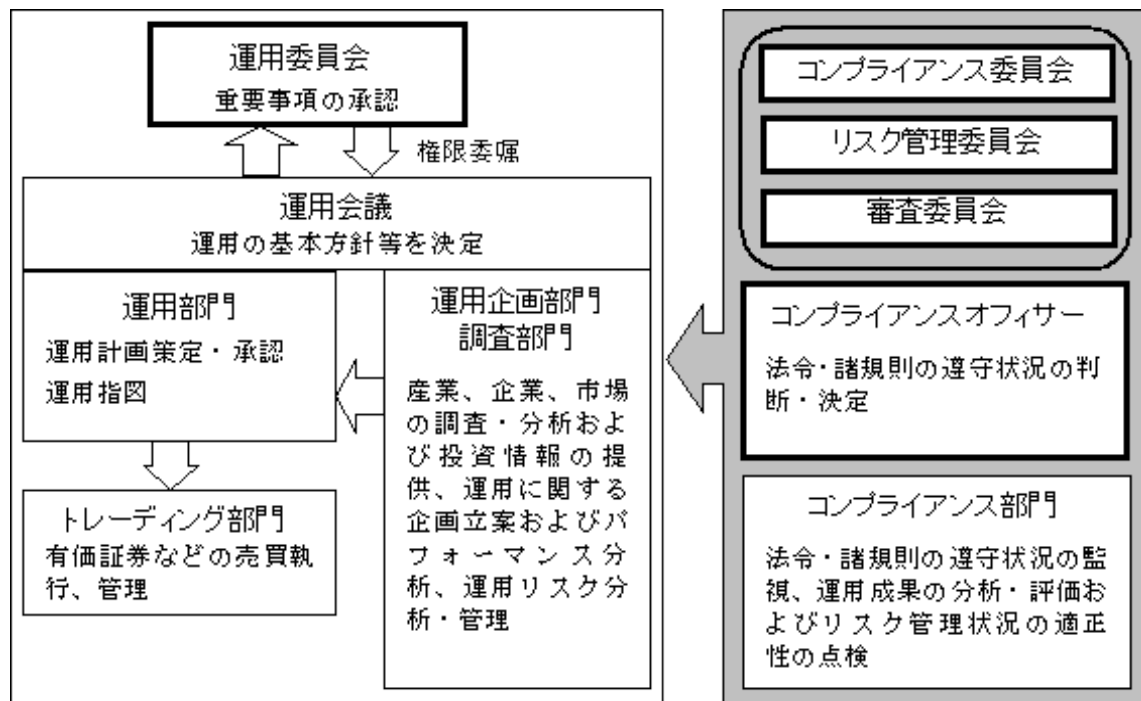 運用委員会
重要事項の承認
権限委嘱
運用会議
運用の基本方針等を決定
運用部門
運用計画策定・承認
運用指図
トレーディング部門
有価証券などの売買執
行、管理
運用企画部門
調査部門
産業、企業、市場
の調査・分析およ
び投資情報の提
供、運用に関する
企画立案およびパ
フォーマンス分
析、運用リスク分
析・管理
コンプライアンス委員会
リスク管理委員会
審査委員会
コンプライアンスオフィサー
法令・諸規則の遵守状況の判
断・決定
コンプライアンス部門
法令・諸規則の遵守状況の監
視、運用成果の分析・評価お
よびリスク管理状況の適正
性の点検